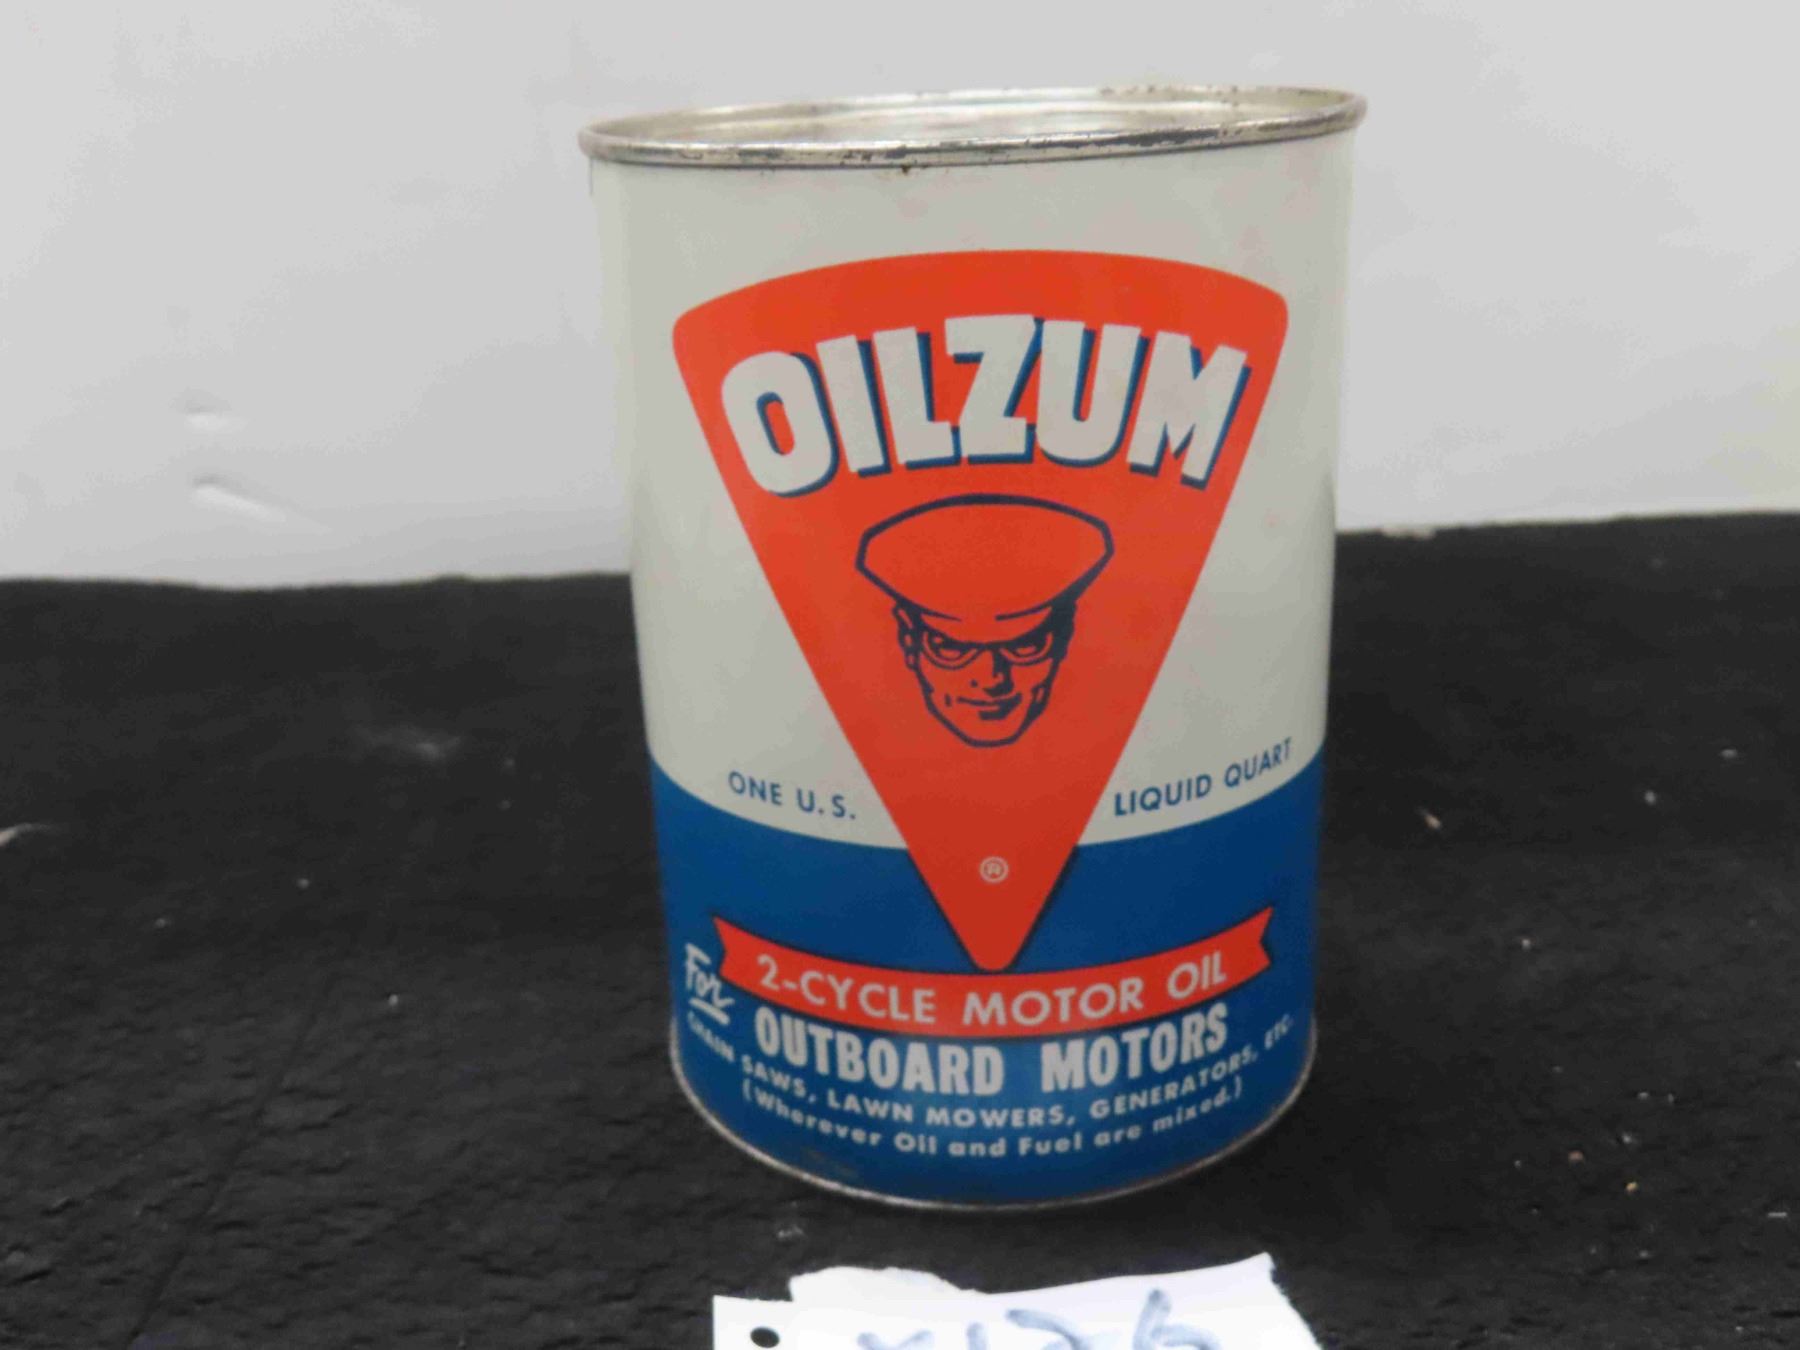 OILZUM
ONE U.S. LIQUID QUART
®
2-CYCLE MOTOR OIL
For OUTBOARD MOTORS
CHAIN SAWS, LAWN MOWERS, GENERATORS, ETC.
(Wherever Oil and Fuel are mixed.)